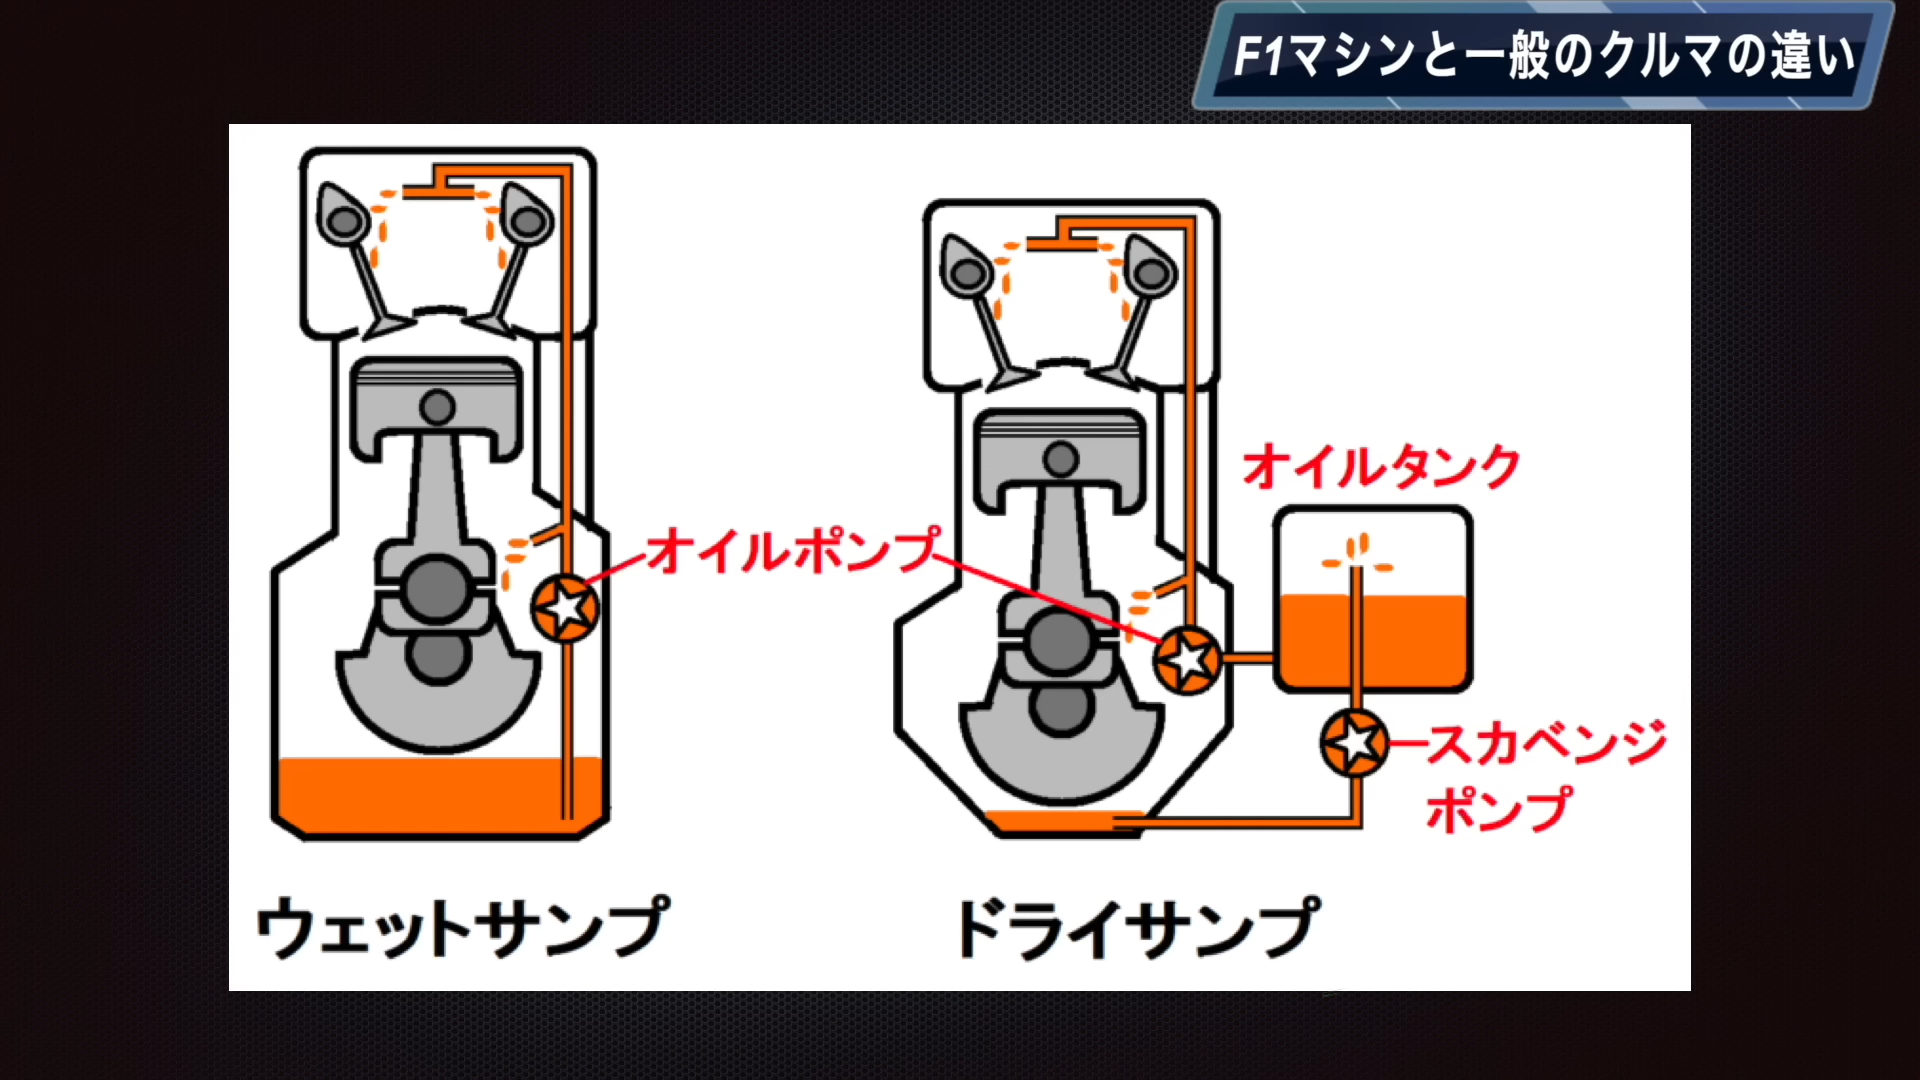 F1マシンと一般のクルマの違い
オイルタンク
オイルポンプ
スカベンジ
ポンプ
ウェットサンプ
ドライサンプ